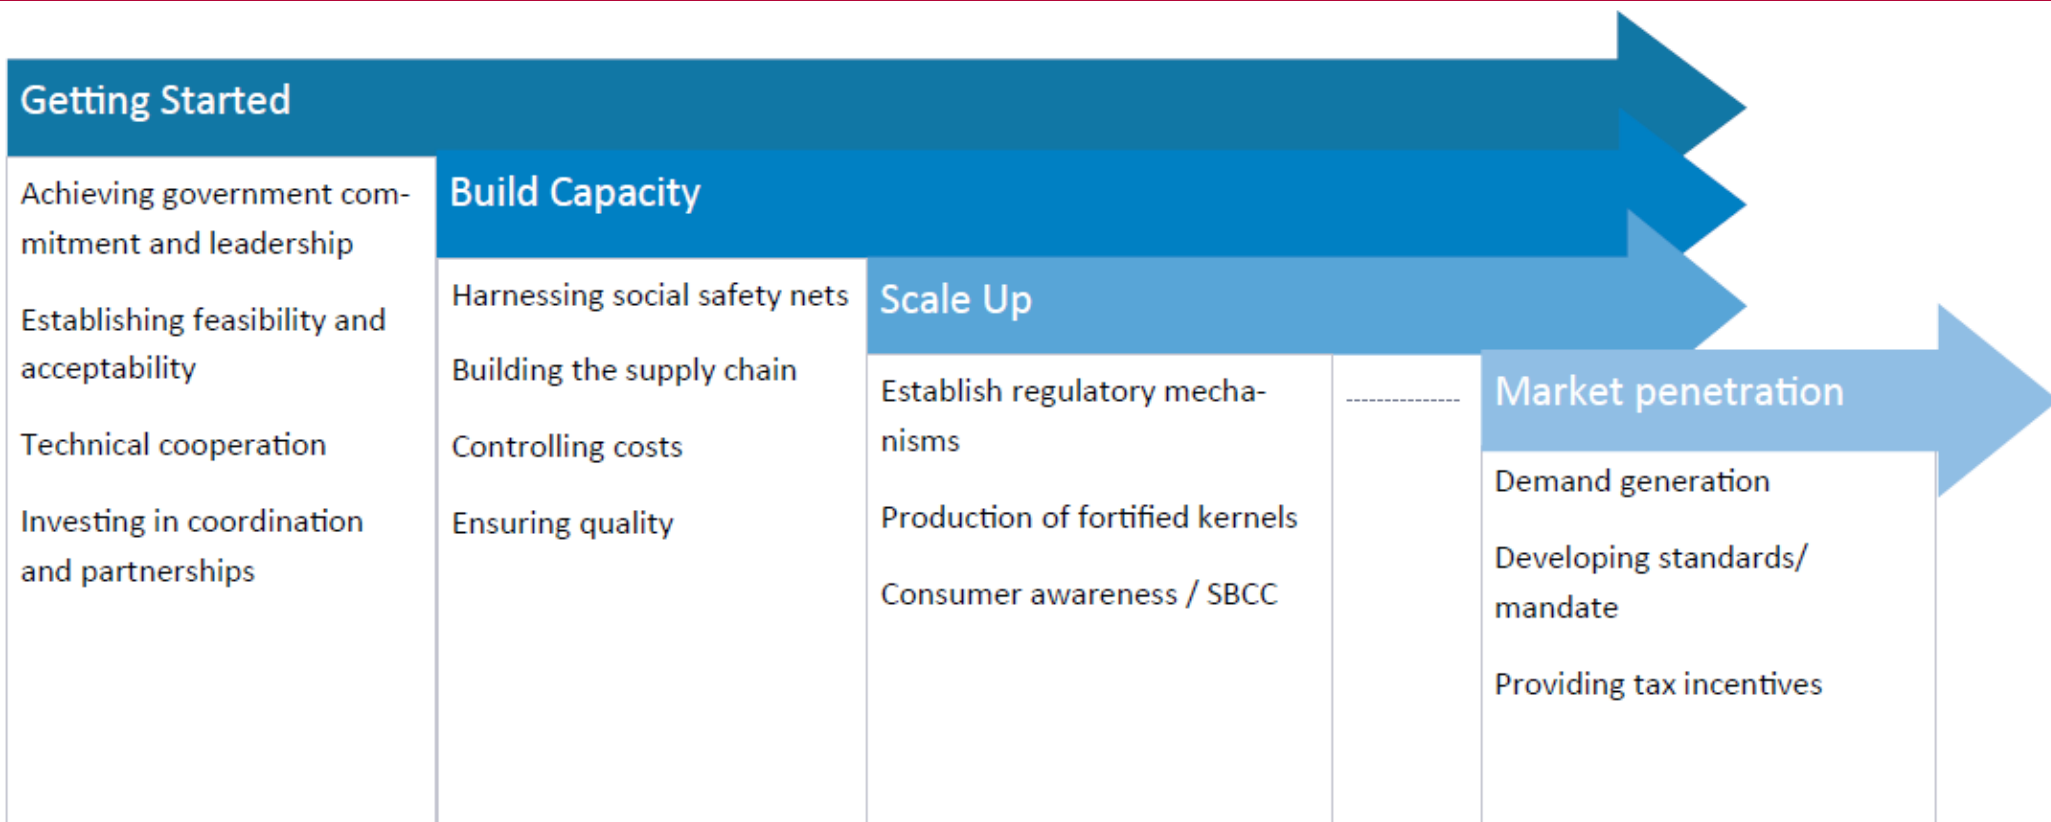 Getting Started
Achieving government com-
mitment and leadership
Establishing feasibility and
acceptability
Technical cooperation
Investing in coordination
and partnerships
Build Capacity
Harnessing social safety nets
Building the supply chain
Controlling costs
Ensuring quality
Scale Up
Establish regulatory mecha-
nisms
Production of fortified kernels
Consumer awareness / SBCC
---------------
Market penetration
Demand generation
Developing standards/
mandate
Providing tax incentives